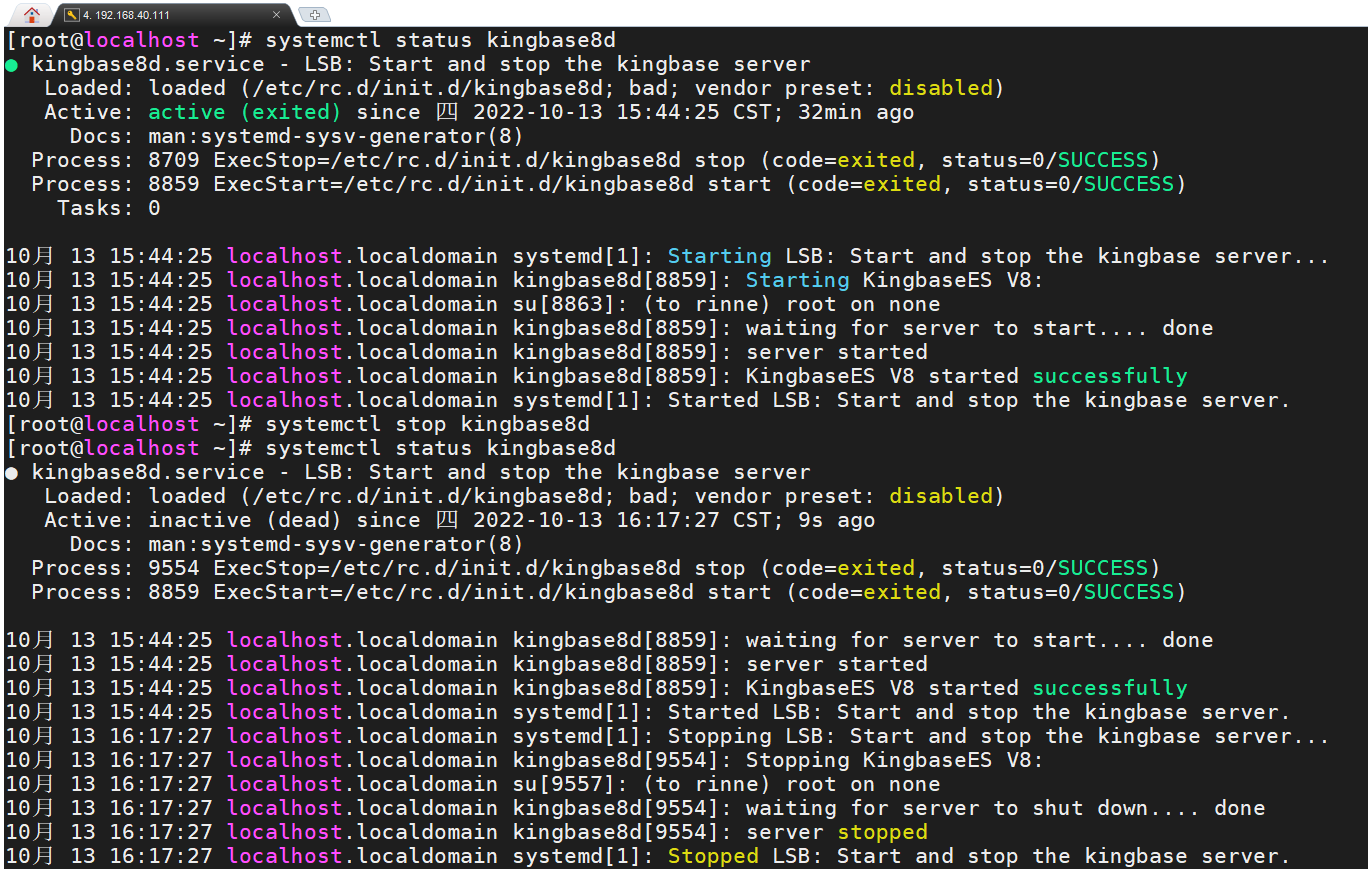 4. 192.168.40.111
[root@localhost ~]# systemctl status kingbase8d
● kingbase8d.service - LSB: Start and stop the kingbase server
   Loaded: loaded (/etc/rc.d/init.d/kingbase8d; bad; vendor preset: disabled)
   Active: active (exited) since 四 2022-10-13 15:44:25 CST; 32min ago
     Docs: man:systemd-sysv-generator(8)
  Process: 8709 ExecStop=/etc/rc.d/init.d/kingbase8d stop (code=exited, status=0/SUCCESS)
  Process: 8859 ExecStart=/etc/rc.d/init.d/kingbase8d start (code=exited, status=0/SUCCESS)
    Tasks: 0
10月 13 15:44:25 localhost.localdomain systemd[1]: Starting LSB: Start and stop the kingbase server...
10月 13 15:44:25 localhost.localdomain kingbase8d[8859]: Starting KingbaseES V8:
10月 13 15:44:25 localhost.localdomain su[8863]: (to rinne) root on none
10月 13 15:44:25 localhost.localdomain kingbase8d[8859]: waiting for server to start.... done
10月 13 15:44:25 localhost.localdomain kingbase8d[8859]: server started
10月 13 15:44:25 localhost.localdomain kingbase8d[8859]: KingbaseES V8 started successfully
10月 13 15:44:25 localhost.localdomain systemd[1]: Started LSB: Start and stop the kingbase server.
[root@localhost ~]# systemctl stop kingbase8d
[root@localhost ~]# systemctl status kingbase8d
● kingbase8d.service - LSB: Start and stop the kingbase server
   Loaded: loaded (/etc/rc.d/init.d/kingbase8d; bad; vendor preset: disabled)
   Active: inactive (dead) since 四 2022-10-13 16:17:27 CST; 9s ago
     Docs: man:systemd-sysv-generator(8)
  Process: 9554 ExecStop=/etc/rc.d/init.d/kingbase8d stop (code=exited, status=0/SUCCESS)
  Process: 8859 ExecStart=/etc/rc.d/init.d/kingbase8d start (code=exited, status=0/SUCCESS)
10月 13 15:44:25 localhost.localdomain kingbase8d[8859]: waiting for server to start.... done
10月 13 15:44:25 localhost.localdomain kingbase8d[8859]: server started
10月 13 15:44:25 localhost.localdomain kingbase8d[8859]: KingbaseES V8 started successfully
10月 13 15:44:25 localhost.localdomain systemd[1]: Started LSB: Start and stop the kingbase server.
10月 13 16:17:27 localhost.localdomain systemd[1]: Stopping LSB: Start and stop the kingbase server...
10月 13 16:17:27 localhost.localdomain kingbase8d[9554]: Stopping KingbaseES V8:
10月 13 16:17:27 localhost.localdomain su[9557]: (to rinne) root on none
10月 13 16:17:27 localhost.localdomain kingbase8d[9554]: waiting for server to shut down.... done
10月 13 16:17:27 localhost.localdomain kingbase8d[9554]: server stopped
10月 13 16:17:27 localhost.localdomain systemd[1]: Stopped LSB: Start and stop the kingbase server.